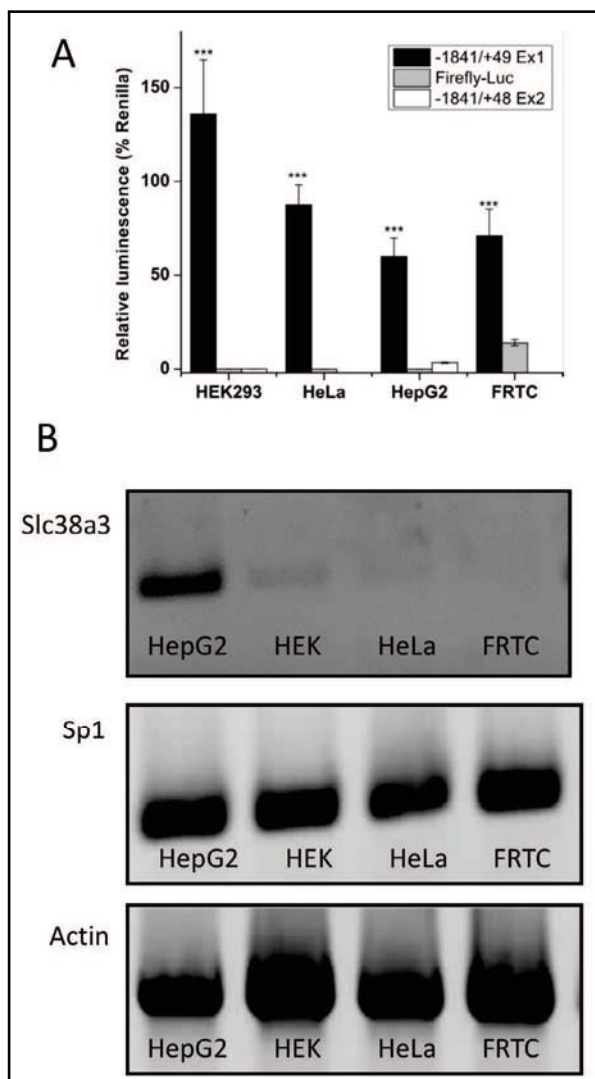 A
Relative luminescence (% Renilla)
150
100
50
0
***
***
***
***
-1841/+49 Ex1
Firefly-Luc
-1841/+48 Ex2
HEK293 HeLa HepG2 FRTC
B
Slc38a3
HepG2 HEK HeLa FRTC
Sp1
HepG2 HEK HeLa FRTC
Actin
HepG2 HEK HeLa FRTC